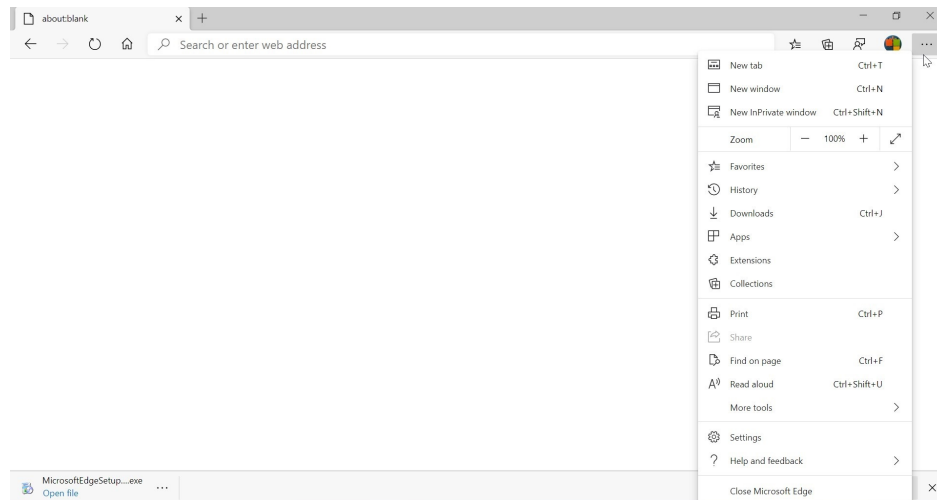 about:blank
Search or enter web address
New tab Ctrl+T
New window Ctrl+N
New InPrivate window Ctrl+Shift+N
Zoom — 100% +
Favorites
History
Downloads Ctrl+J
Apps
Extensions
Collections
Print Ctrl+P
Share
Find on page Ctrl+F
Read aloud Ctrl+Shift+U
More tools
Settings
Help and feedback
Close Microsoft Edge
MicrosoftEdgeSetup....exe
Open file